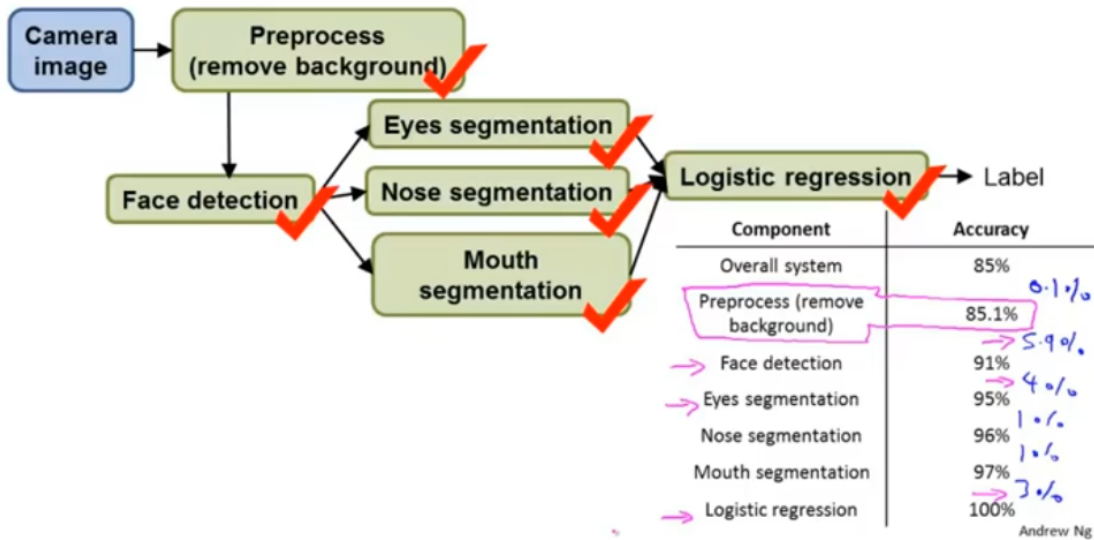 Camera
image
Preprocess
(remove background)
Eyes segmentation
Face detection
Nose segmentation
Mouth
segmentation
Logistic regression
Label
Component Accuracy
Overall system 85%
0.1%
Preprocess (remove
background) 85.1%
5.9%
Face detection 91%
4%
Eyes segmentation 95%
1%
Nose segmentation 96%
1%
Mouth segmentation 97%
3%
Logistic regression 100%
Andrew Ng